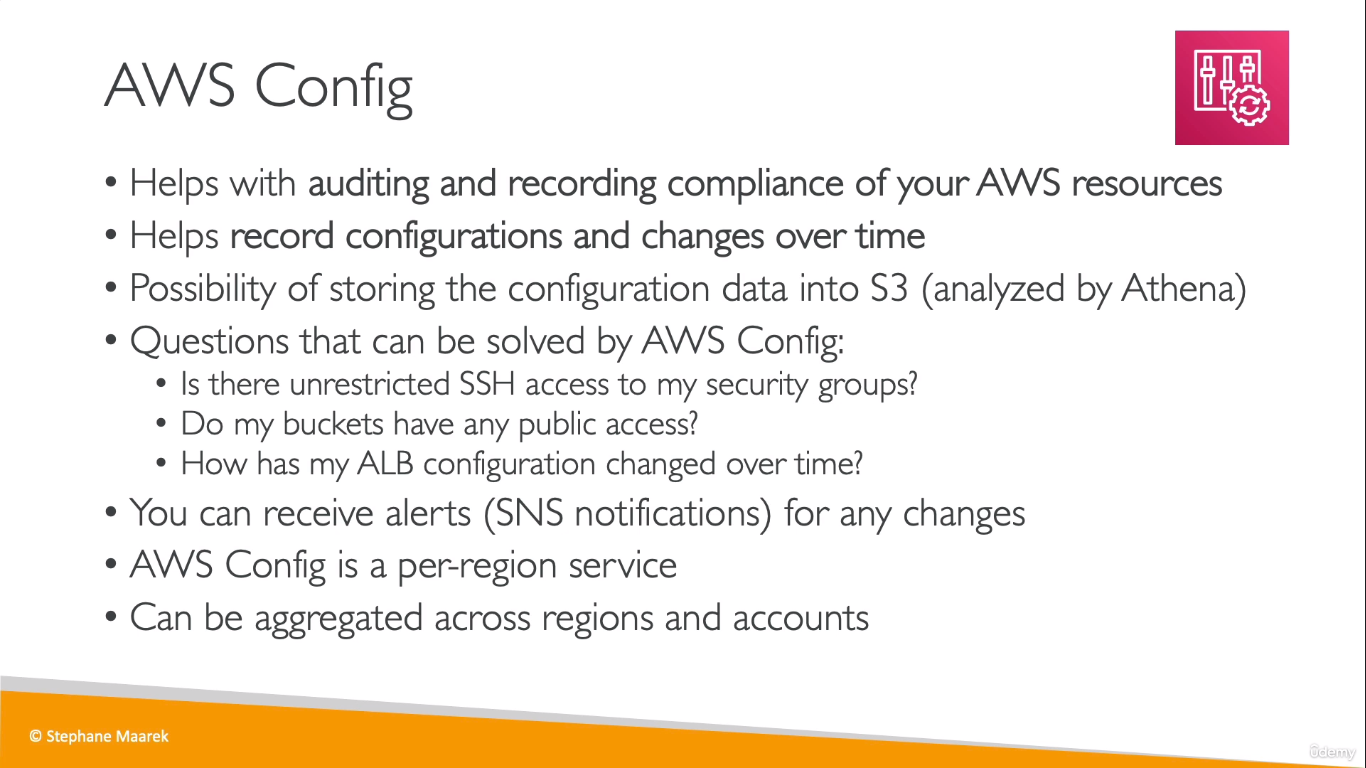 AWS Config
• Helps with auditing and recording compliance of your AWS resources
• Helps record configurations and changes over time
• Possibility of storing the configuration data into S3 (analyzed by Athena)
• Questions that can be solved by AWS Config:
• Is there unrestricted SSH access to my security groups?
• Do my buckets have any public access?
• How has my ALB configuration changed over time?
• You can receive alerts (SNS notifications) for any changes
• AWS Config is a per-region service
• Can be aggregated across regions and accounts
© Stephane Maarek
ûdemy